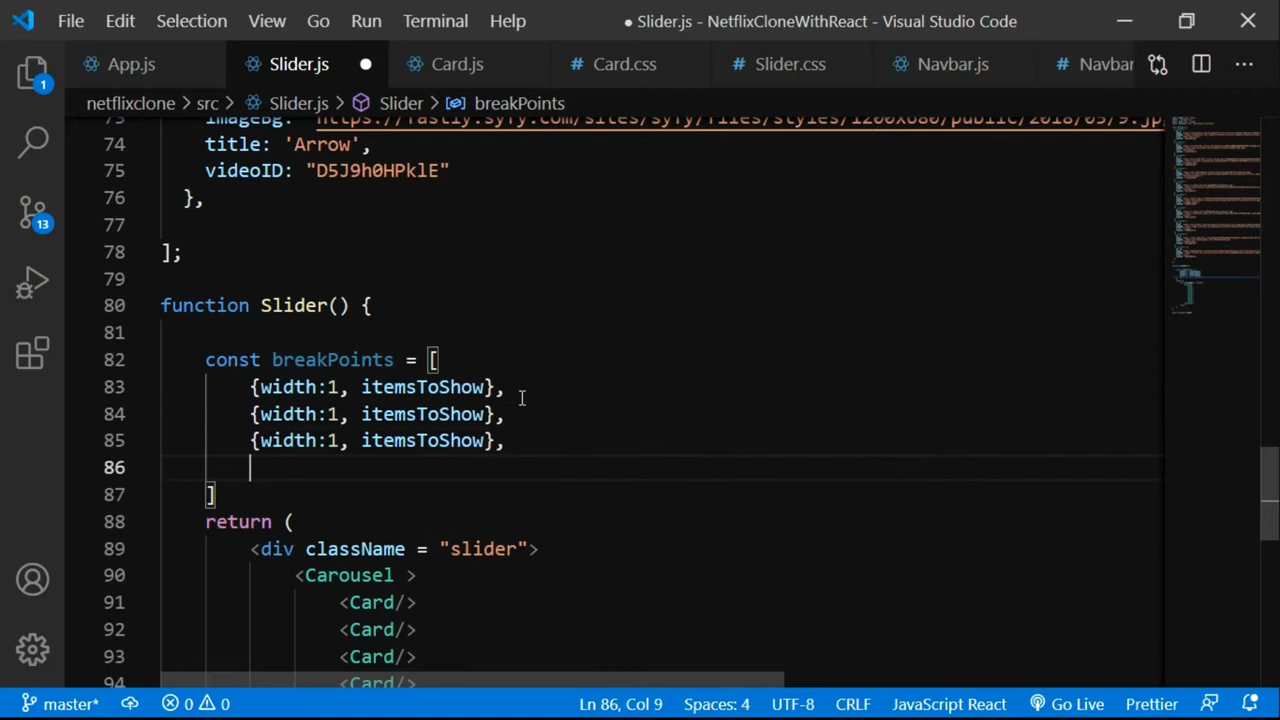 File Edit Selection View Go Run Terminal Help ● Slider.js - NetflixCloneWithReact - Visual Studio Code
App.js Slider.js ● Card.js # Card.css # Slider.css Navbar.js # Navbar ...
netflixclone > src > Slider.js > Slider > breakPoints
73 imageBg: "https://fastly.syfy.com/sites/syfy/files/styles/1200x680/public/2018/05/9.jpg
74 title: 'Arrow',
75 videoID: "D5J9h0HPklE"
76 },
77
78 ];
79
80 function Slider() {
81
82 const breakPoints = [
83 {width:1, itemsToShow},
84 {width:1, itemsToShow},
85 {width:1, itemsToShow},
86
87 ]
88 return (
89 <div className = "slider">
90 <Carousel >
91 <Card/>
92 <Card/>
93 <Card/>
94 <Card/>
1
13
master* 0 0 Ln 86, Col 9 Spaces: 4 UTF-8 CRLF JavaScript React Go Live Prettier